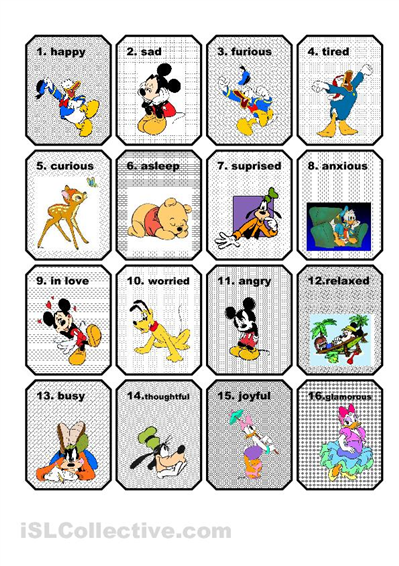 1. happy
2. sad
3. furious
4. tired
5. curious
6. asleep
7. suprised
8. anxious
9. in love
10. worried
11. angry
12.relaxed
13. busy
14.thoughtful
15. joyful
16.glamorous
iSLCollective.com